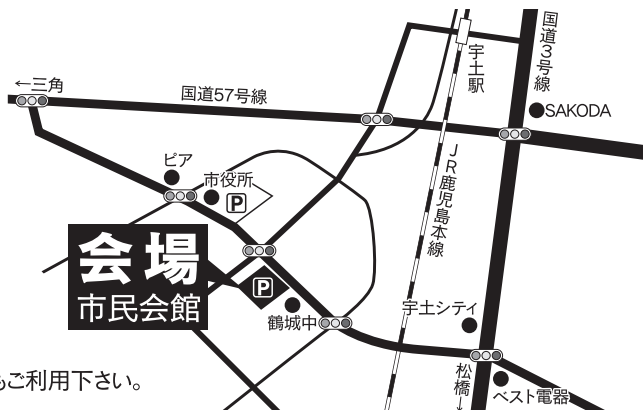 国道3号線
宇土駅
←三角
国道57号線
SAKODA
ピア
市役所
P
JR鹿児島本線
会場
市民会館
P
鶴城中
宇土シティ
松橋→
ベスト電器
もご利用下さい。